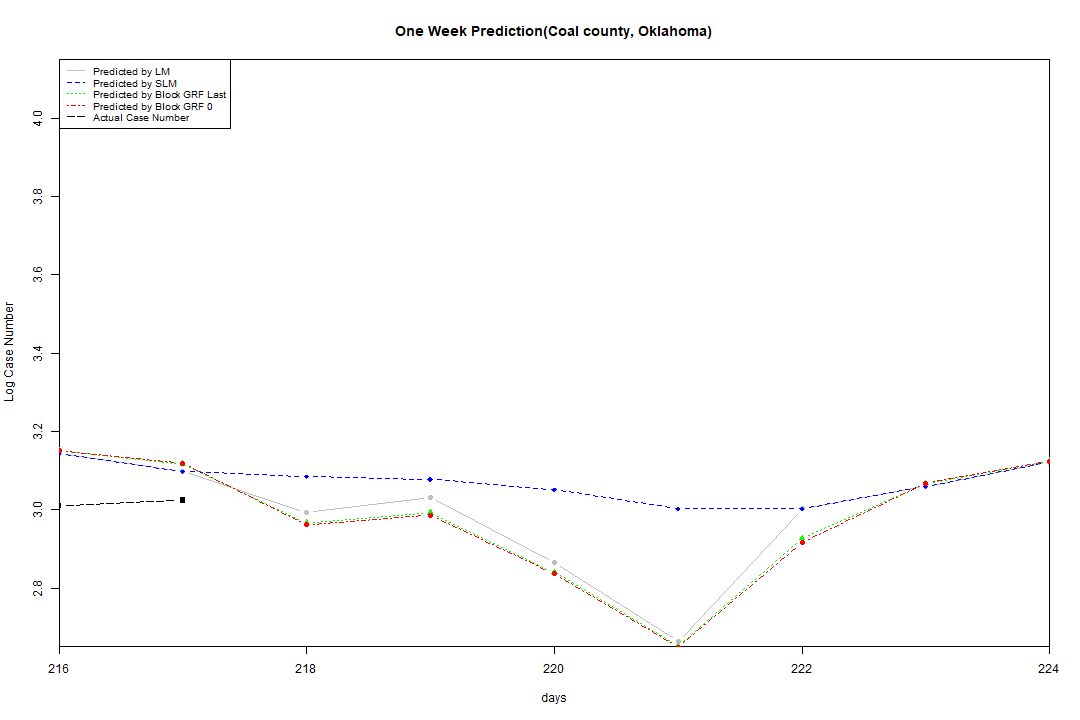 One Week Prediction(Coal county, Oklahoma)
Predicted by LM
Predicted by SLM
Predicted by Block GRF Last
Predicted by Block GRF 0
Actual Case Number
4.0
3.8
3.6
3.4
3.2
3.0
2.8
Log Case Number
216 218 220 222 224
days